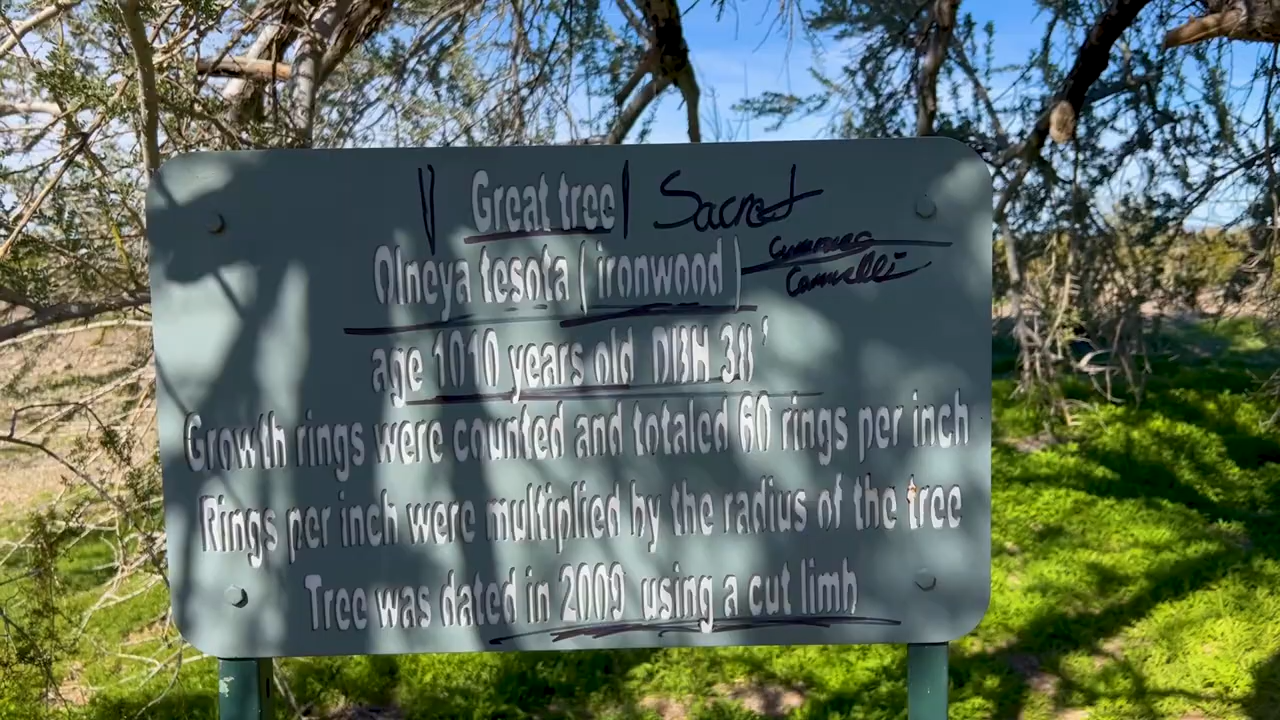 Great tree Sacred
Olneya tesota ( ironwood )
age 1010 years old DBH 38'
Growth rings were counted and totaled 60 rings per inch
Rings per inch were multiplied by the radius of the tree
Tree was dated in 2009 using a cut limb